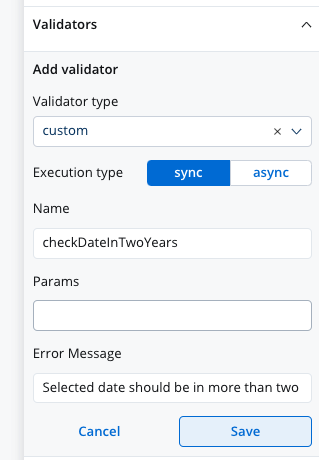 Validators
Add validator
Validator type
custom
Execution type sync async
Name
checkDateInTwoYears
Params
Error Message
Selected date should be in more than two
Cancel Save